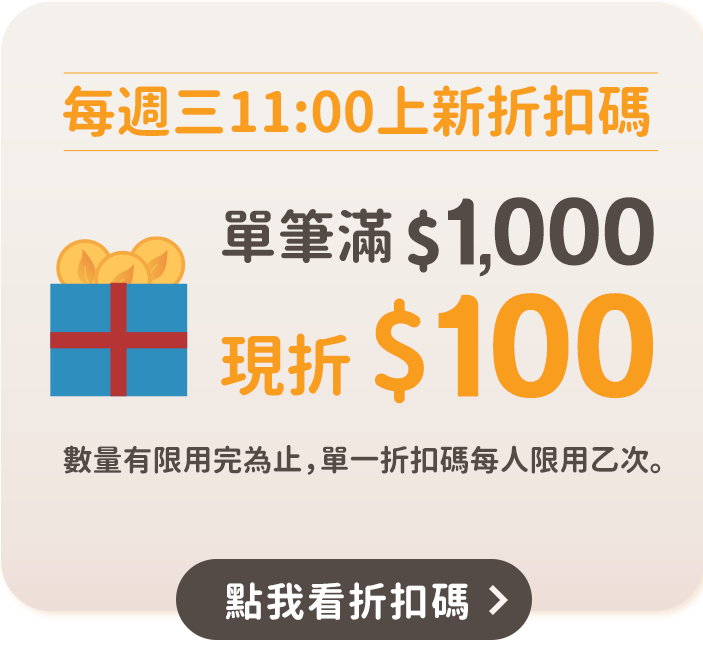 每週三11:00上新折扣碼
單筆滿$1,000
現折$100
數量有限用完為止,單一折扣碼每人限用乙次。
點我看折扣碼 >